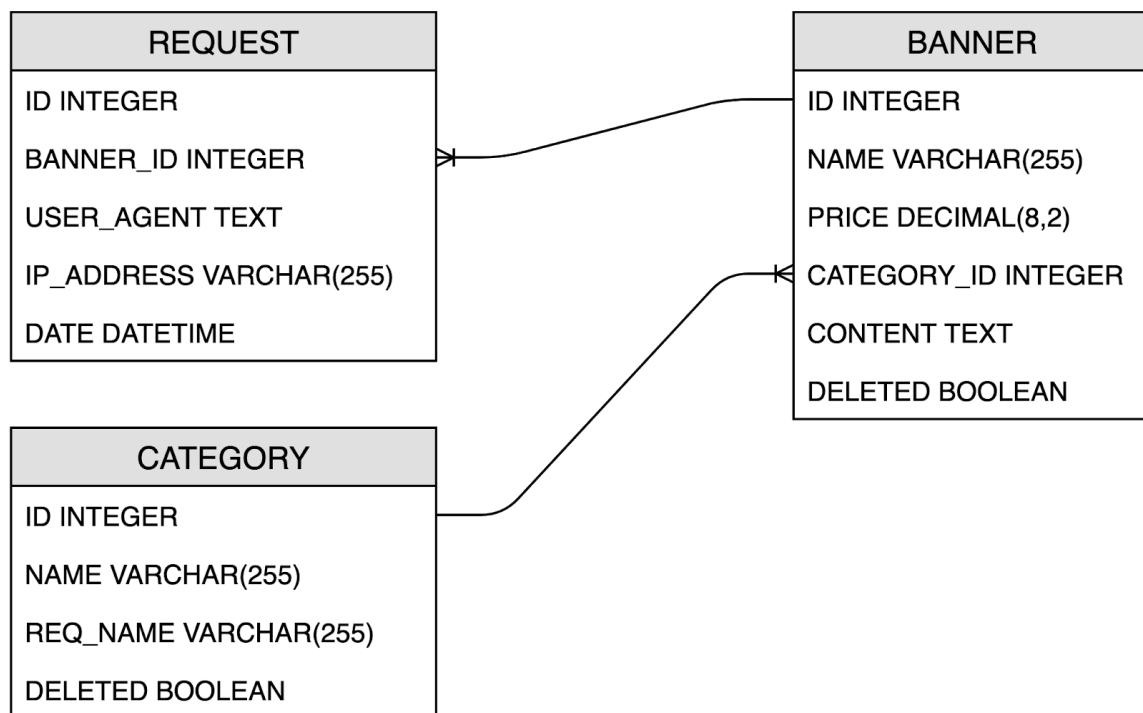 REQUEST
ID INTEGER
BANNER_ID INTEGER
USER_AGENT TEXT
IP_ADDRESS VARCHAR(255)
DATE DATETIME
BANNER
ID INTEGER
NAME VARCHAR(255)
PRICE DECIMAL(8,2)
CATEGORY_ID INTEGER
CONTENT TEXT
DELETED BOOLEAN
CATEGORY
ID INTEGER
NAME VARCHAR(255)
REQ_NAME VARCHAR(255)
DELETED BOOLEAN